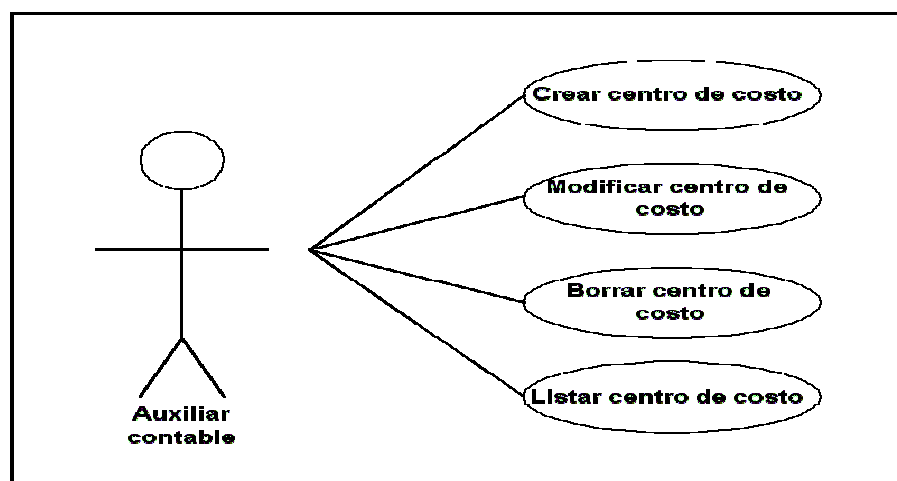 Crear centro de costo
Modificar centro de
costo
Borrar centro de
costo
Listar centro de costo
Auxiliar
contable